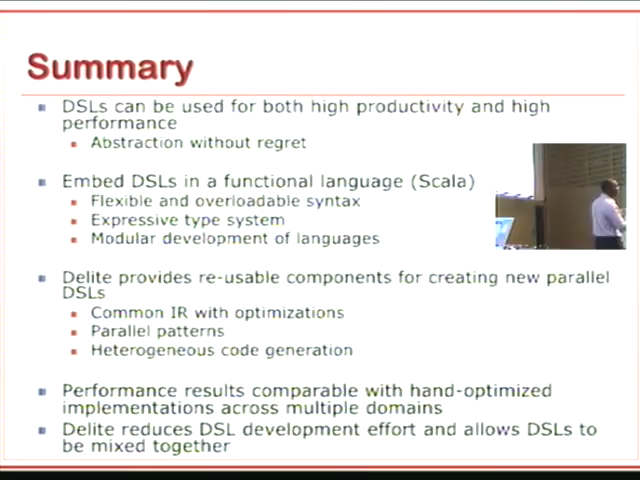 Summary
DSLs can be used for both high productivity and high
performance
Abstraction without regret
Embed DSLs in a functional language (Scala)
Flexible and overloadable syntax
Expressive type system
Modular development of languages
Delite provides re-usable components for creating new parallel
DSLs
Common IR with optimizations
Parallel patterns
Heterogeneous code generation
Performance results comparable with hand-optimized
implementations across multiple domains
Delite reduces DSL development effort and allows DSLs to
be mixed together